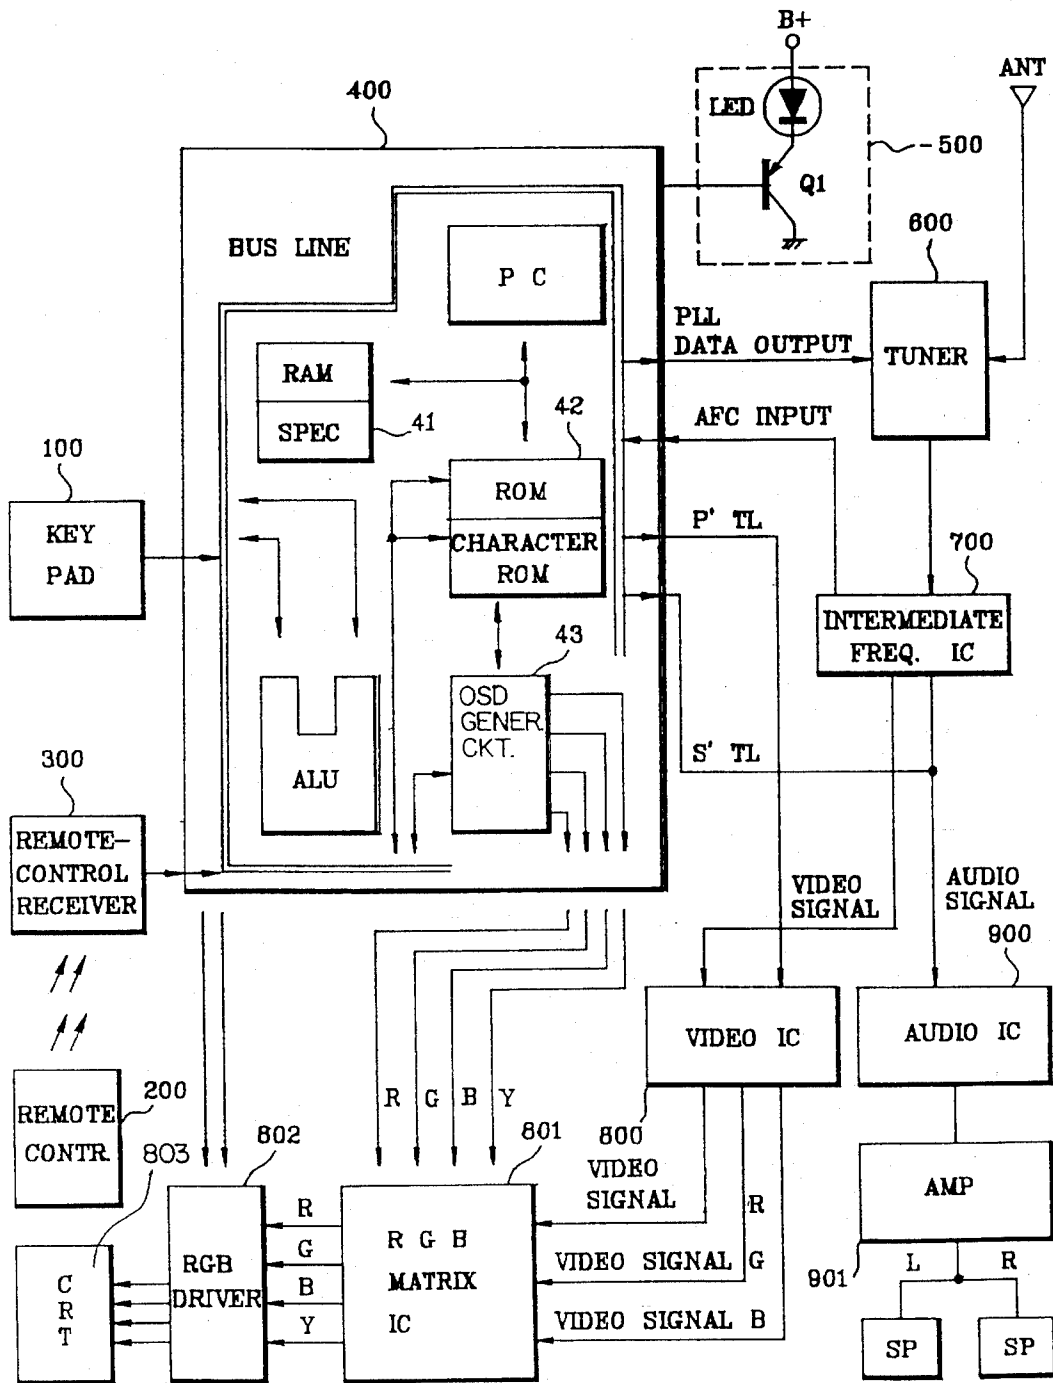 B+
ANT
400
LED
- 500
Q1
600
BUS LINE
P C
PLL
DATA OUTPUT
TUNER
RAM
SPEC
41
42
AFC INPUT
100
KEY
PAD
ROM
CHARACTER
ROM
P' TL
700
INTERMEDIATE
FREQ. IC
43
OSD
GENER.
CKT.
ALU
S' TL
300
REMOTE-
CONTROL
RECEIVER
VIDEO
SIGNAL
AUDIO
SIGNAL
900
VIDEO IC
AUDIO IC
200
REMOTE
CONTR.
R G B Y
800
803
802
801
VIDEO
SIGNAL R
AMP
901
L R
C
R
T
RGB
DRIVER
R
G
B
Y
R G B
MATRIX
IC
VIDEO SIGNAL G
VIDEO SIGNAL B
SP
SP